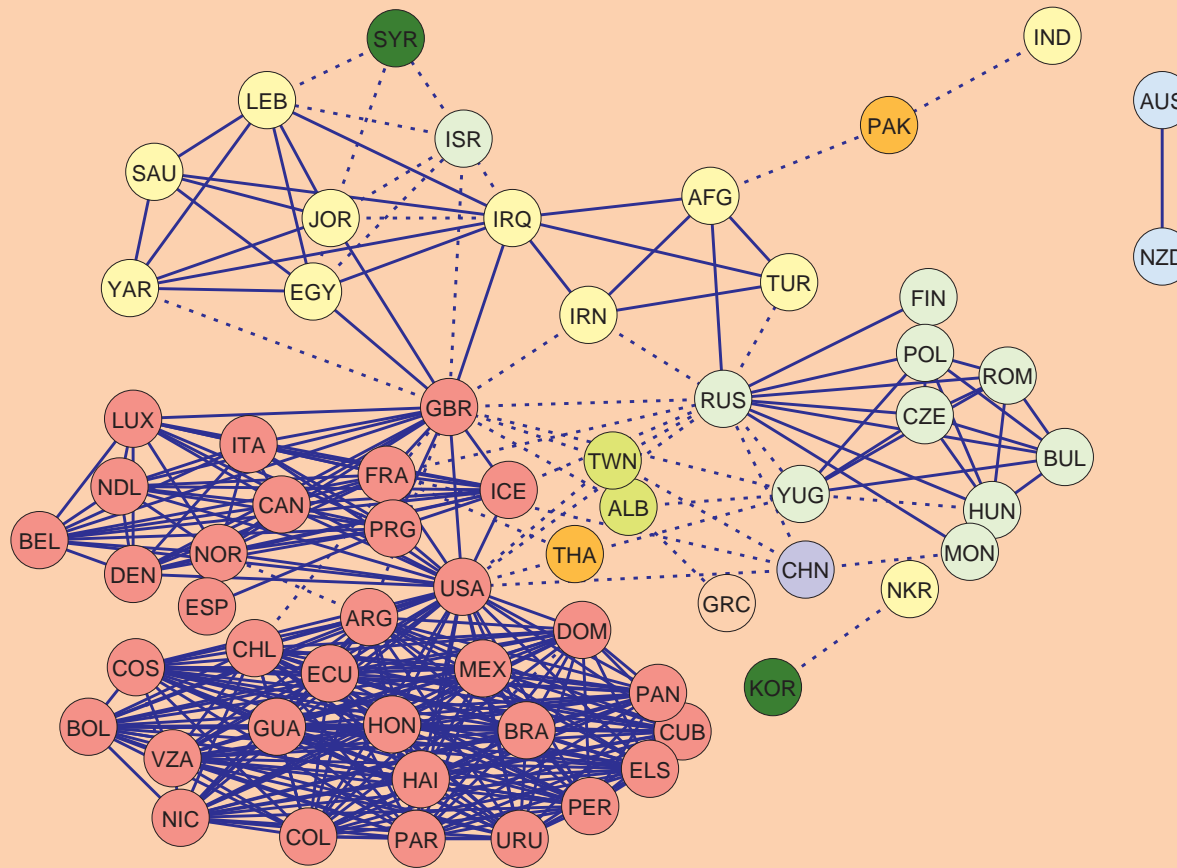 SYR
IND
LEB
AUS
PAK
ISR
SAU
AFG
JOR
IRQ
NZD
YAR
EGY
TUR
FIN
IRN
POL
ROM
RUS
GBR
CZE
LUX
ITA
BUL
TWN
FRA
NDL
ICE
YUG
CAN
ALB
HUN
PRG
BEL
NOR
THA
MON
CHN
DEN
USA
NKR
GRC
ESP
ARG
DOM
CHL
COS
MEX
ECU
KOR
PAN
BOL
GUA
HON
BRA
CUB
VZA
ELS
HAI
PER
NIC
COL
PAR
URU